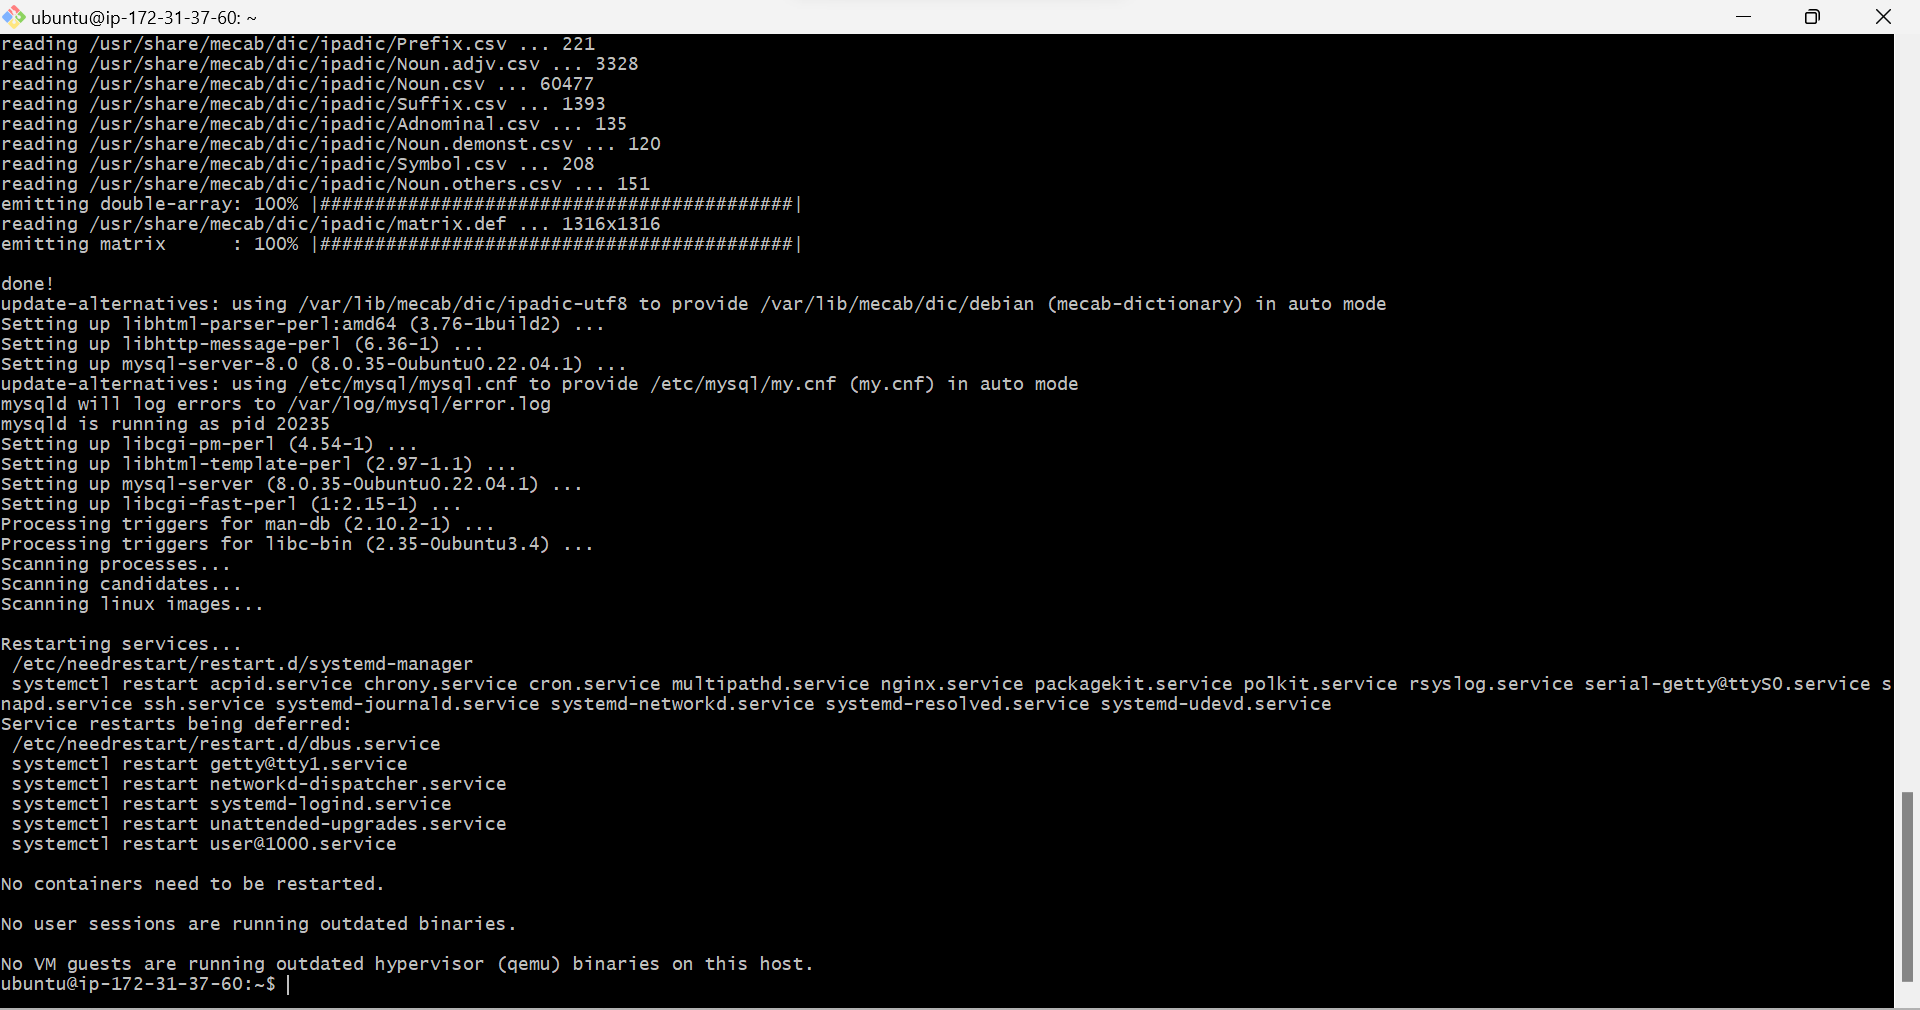 ubuntu@ip-172-31-37-60: ~
reading /usr/share/mecab/dic/ipadic/Prefix.csv ... 221
reading /usr/share/mecab/dic/ipadic/Noun.adjv.csv ... 3328
reading /usr/share/mecab/dic/ipadic/Noun.csv ... 60477
reading /usr/share/mecab/dic/ipadic/Suffix.csv ... 1393
reading /usr/share/mecab/dic/ipadic/Adnominal.csv ... 135
reading /usr/share/mecab/dic/ipadic/Noun.demonst.csv ... 120
reading /usr/share/mecab/dic/ipadic/Symbol.csv ... 208
reading /usr/share/mecab/dic/ipadic/Noun.others.csv ... 151
emitting double-array: 100% |###########################################|
reading /usr/share/mecab/dic/ipadic/matrix.def ... 1316x1316
emitting matrix      : 100% |###########################################|
done!
update-alternatives: using /var/lib/mecab/dic/ipadic-utf8 to provide /var/lib/mecab/dic/debian (mecab-dictionary) in auto mode
Setting up libhtml-parser-perl:amd64 (3.76-1build2) ...
Setting up libhttp-message-perl (6.36-1) ...
Setting up mysql-server-8.0 (8.0.35-0ubuntu0.22.04.1) ...
update-alternatives: using /etc/mysql/mysql.cnf to provide /etc/mysql/my.cnf (my.cnf) in auto mode
mysqld will log errors to /var/log/mysql/error.log
mysqld is running as pid 20235
Setting up libcgi-pm-perl (4.54-1) ...
Setting up libhtml-template-perl (2.97-1.1) ...
Setting up mysql-server (8.0.35-0ubuntu0.22.04.1) ...
Setting up libcgi-fast-perl (1:2.15-1) ...
Processing triggers for man-db (2.10.2-1) ...
Processing triggers for libc-bin (2.35-0ubuntu3.4) ...
Scanning processes...
Scanning candidates...
Scanning linux images...
Restarting services...
 /etc/needrestart/restart.d/systemd-manager
 systemctl restart acpid.service chrony.service cron.service multipathd.service nginx.service packagekit.service polkit.service rsyslog.service serial-getty@ttyS0.service s
napd.service ssh.service systemd-journald.service systemd-networkd.service systemd-resolved.service systemd-udevd.service
Service restarts being deferred:
 /etc/needrestart/restart.d/dbus.service
 systemctl restart getty@tty1.service
 systemctl restart networkd-dispatcher.service
 systemctl restart systemd-logind.service
 systemctl restart unattended-upgrades.service
 systemctl restart user@1000.service
No containers need to be restarted.
No user sessions are running outdated binaries.
No VM guests are running outdated hypervisor (qemu) binaries on this host.
ubuntu@ip-172-31-37-60:~$